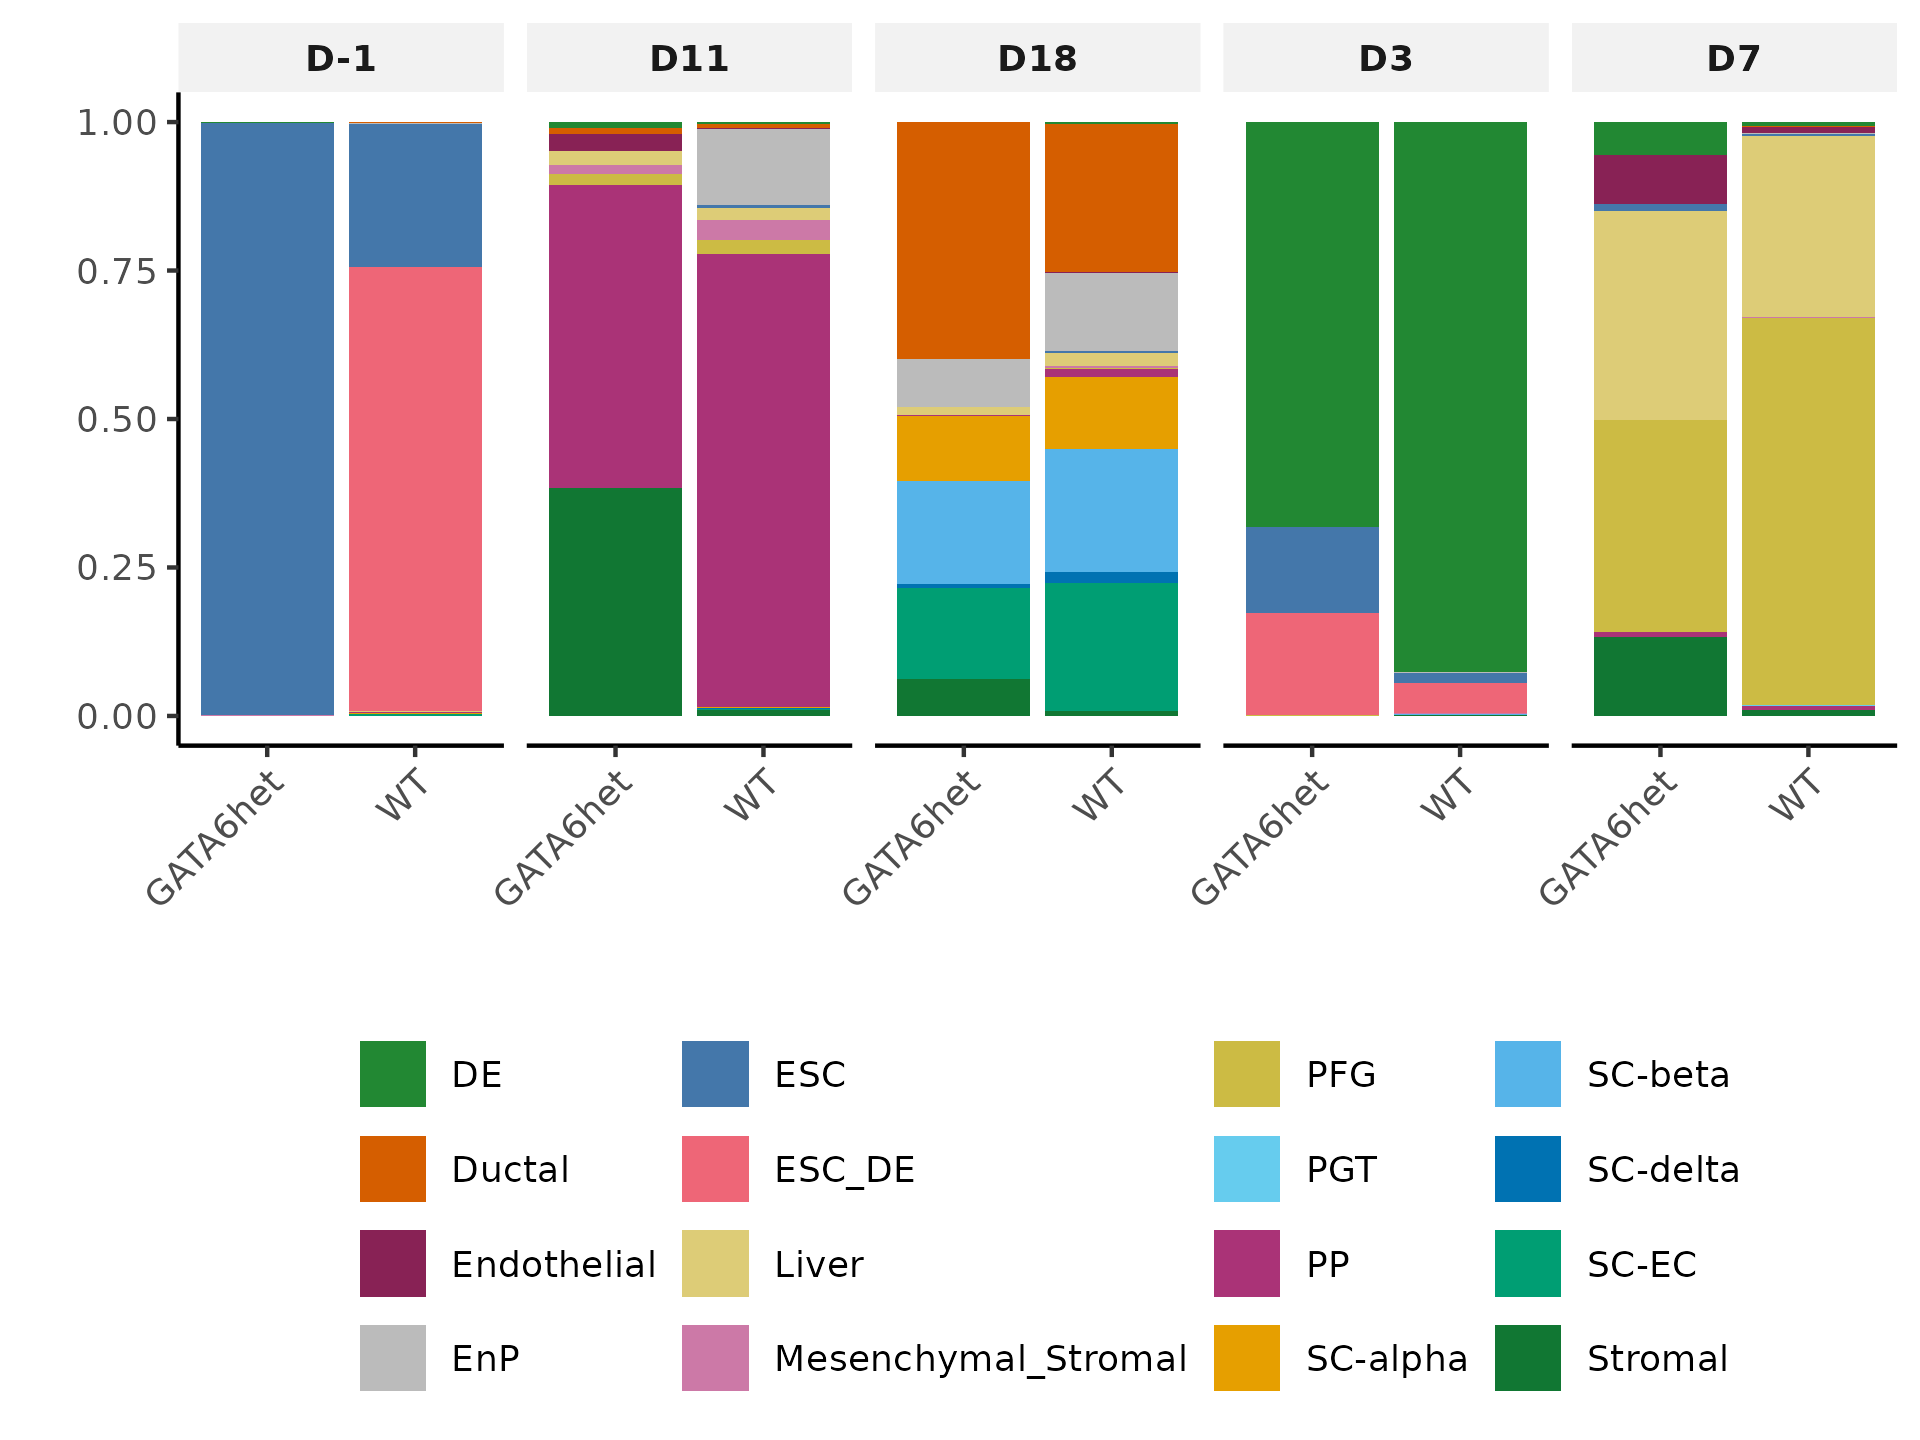 D-1 D11 D18 D3 D7
1.00
0.75
0.50
0.25
0.00
GATA6het WT GATA6het WT GATA6het WT GATA6het WT GATA6het WT
DE ESC PFG SC-beta
Ductal ESC_DE PGT SC-delta
Endothelial Liver PP SC-EC
EnP Mesenchymal_Stromal SC-alpha Stromal